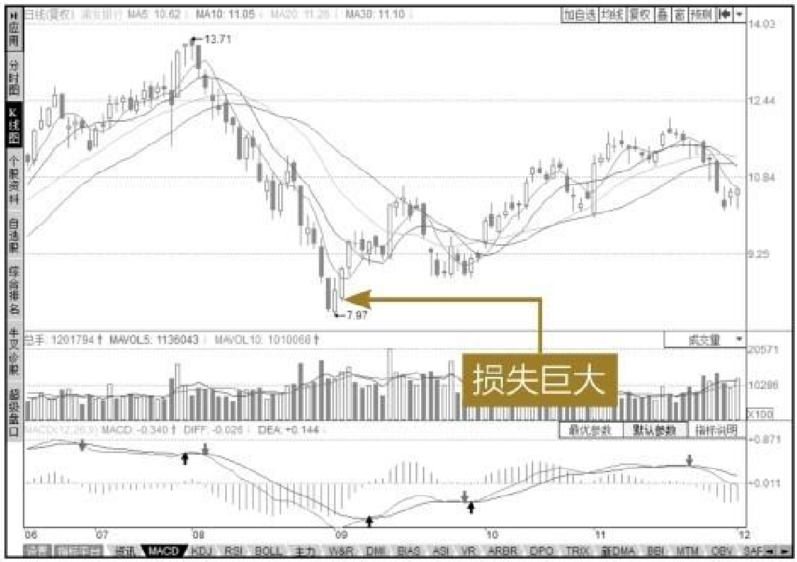 日线(复权) 浦发银行 MA5: 10.62↓ MA10: 11.05↓ MA20: 11.26↓ MA30: 11.10↓
加自选 均线 复权 叠 窗 预测
14.03
13.71
12.44
10.84
9.25
7.97
应用
分时图
K线图
个股资料
自选股
综合排名
牛叉诊股
超级盘口
总手: 1201794↑ MAVOL5: 1136043↓ MAVOL10: 1010066↑
成交量
20571
10286
X100
损失巨大
MACD(12,26,9) MACD: -0.340↑ DIFF: -0.026↓ DEA: +0.144↓
最优参数 默认参数 指标说明
+0.871
+0.011
06 07 08 09 10 11 12
设置 指标平台 资讯 MACD KDJ RSI BOLL 主力 W&R DMI BIAS ASI VR ARBR DPO TRIX 新DMA BBI MTM OBV SAF